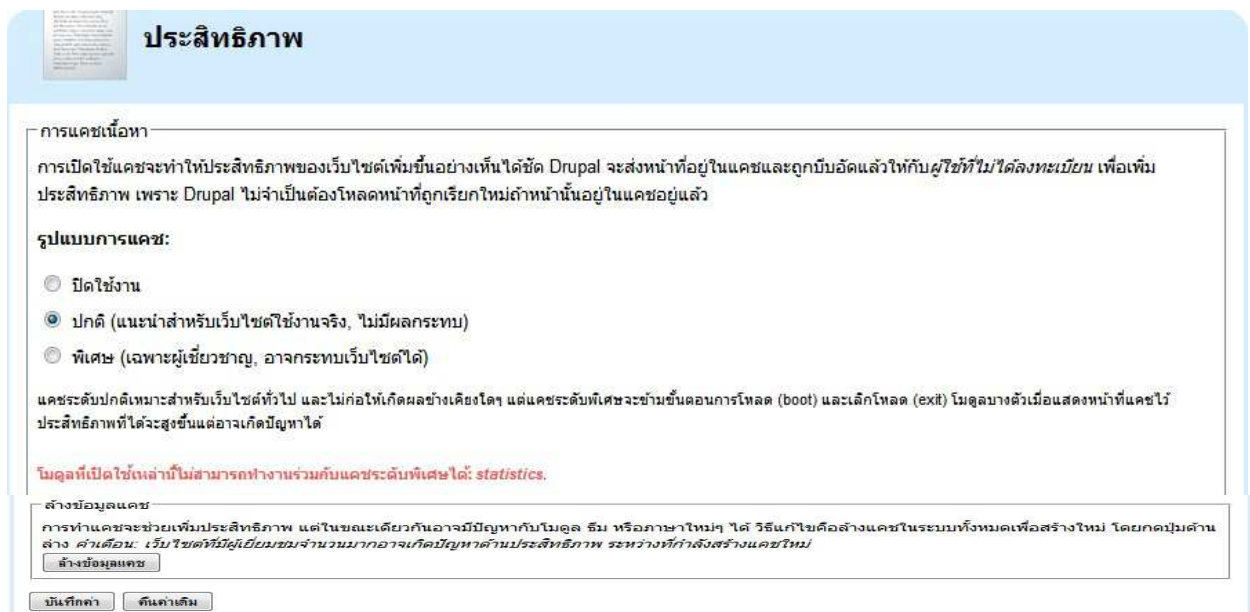 ประสิทธิภาพ
การแคชเนื้อหา
การเปิดใช้แคชจะทำให้ประสิทธิภาพของเว็บไซต์เพิ่มขึ้นอย่างเห็นได้ชัด Drupal จะส่งหน้าที่อยู่ในแคชและถูกบีบอัดแล้วให้กับผู้ใช้ที่ไม่ได้ลงทะเบียน เพื่อเพิ่ม
ประสิทธิภาพ เพราะ Drupal ไม่จำเป็นต้องโหลดหน้าที่ถูกเรียกใหม่ถ้าหน้านั้นอยู่ในแคชอยู่แล้ว
รูปแบบการแคช:
ปิดใช้งาน
ปกติ (แนะนำสำหรับเว็บไซต์ใช้งานจริง, ไม่มีผลกระทบ)
พิเศษ (เฉพาะผู้เชี่ยวชาญ, อาจกระทบเว็บไซต์ได้)
แคชระดับปกติเหมาะสำหรับเว็บไซต์ทั่วไป และไม่ก่อให้เกิดผลข้างเคียงใดๆ แต่แคชระดับพิเศษจะข้ามขั้นตอนการโหลด (boot) และเลิกโหลด (exit) โมดูลบางตัวเมื่อแสดงหน้าที่แคชไว้
ประสิทธิภาพที่ได้จะสูงขึ้นแต่อาจเกิดปัญหาได้
โมดูลที่เปิดใช้เหล่านี้ไม่สามารถทำงานร่วมกับแคชระดับพิเศษได้: statistics.
ล้างข้อมูลแคช
การทำแคชจะช่วยเพิ่มประสิทธิภาพ แต่ในขณะเดียวกันอาจมีปัญหากับโมดูล ธีม หรือภาษาใหม่ๆ ได้ วิธีแก้ไขคือล้างแคชในระบบทั้งหมดเพื่อสร้างใหม่ โดยกดปุ่มด้าน
ล่าง คำเตือน: เว็บไซต์ที่มีผู้เยี่ยมชมจำนวนมากอาจเกิดปัญหาด้านประสิทธิภาพ ระหว่างที่กำลังสร้างแคชใหม่
ล้างข้อมูลแคช
บันทึกค่า คืนค่าเดิม